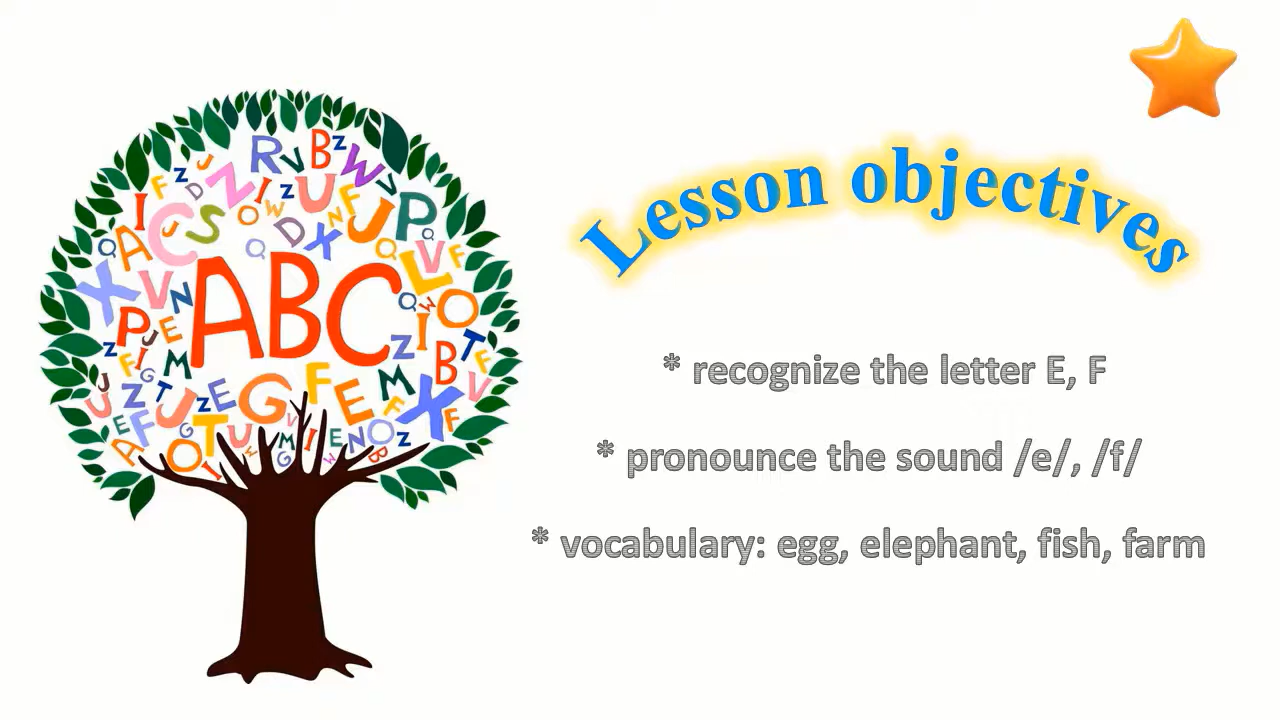 Lesson objectives
ABC
* recognize the letter E, F
* pronounce the sound /e/, /f/
* vocabulary: egg, elephant, fish, farm